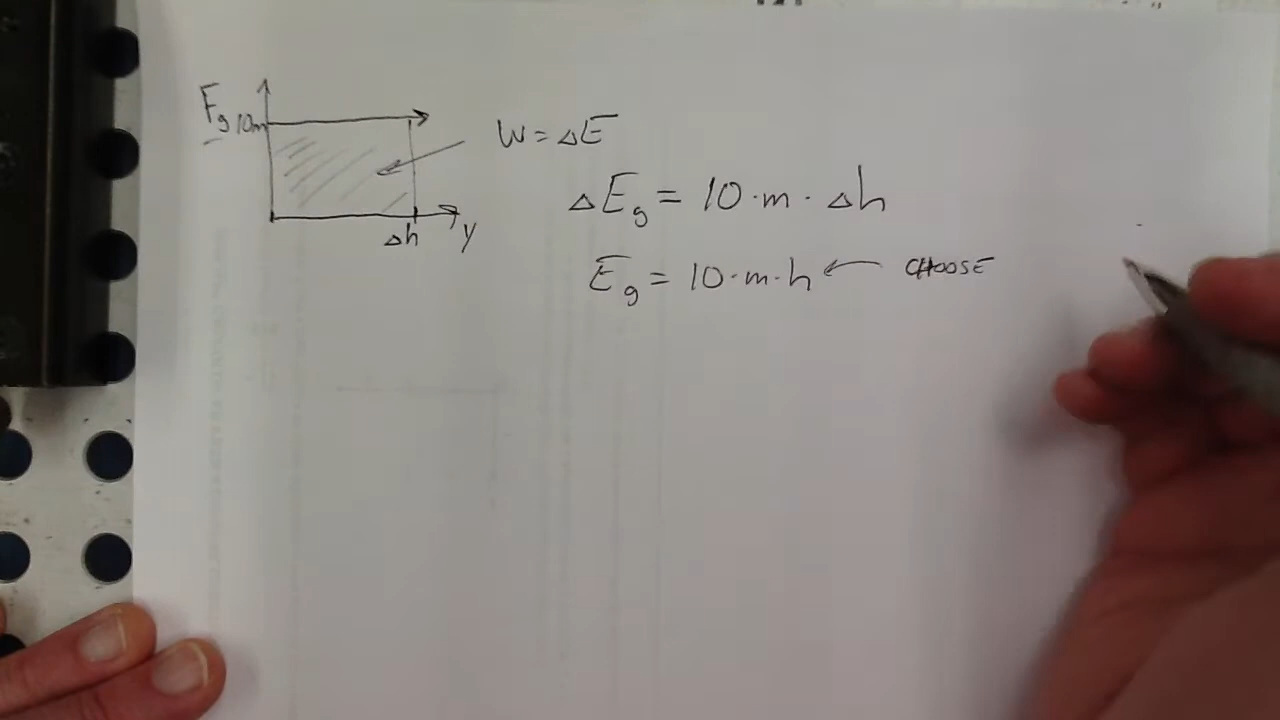 Fg 10m
W = ΔE
ΔEg = 10·m·Δh
Δh y
Eg = 10·m·h ← CHOOSE